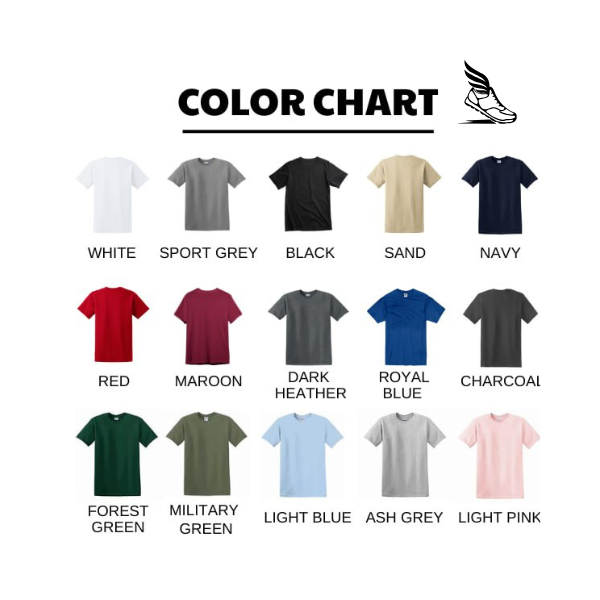 COLOR CHART
WHITE
SPORT GREY
BLACK
SAND
NAVY
RED
MAROON
DARK
HEATHER
ROYAL
BLUE
CHARCOAL
FOREST
GREEN
MILITARY
GREEN
LIGHT BLUE
ASH GREY
LIGHT PINK